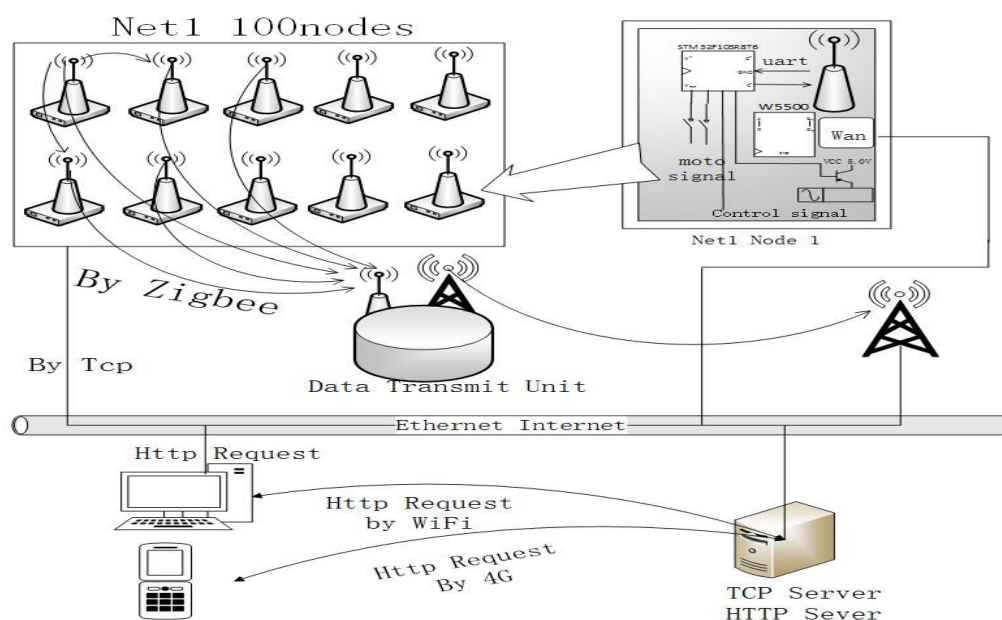 Net1 100nodes
STM32F103R8T6
uart
W5500
Wan
moto
signal
VCC 5.0V
Control signal
Net1 Node 1
By Zigbee
By Tcp
Data Transmit Unit
Ethernet Internet
Http Request
Http Request
by WiFi
Http Request
By 4G
TCP Server
HTTP Sever